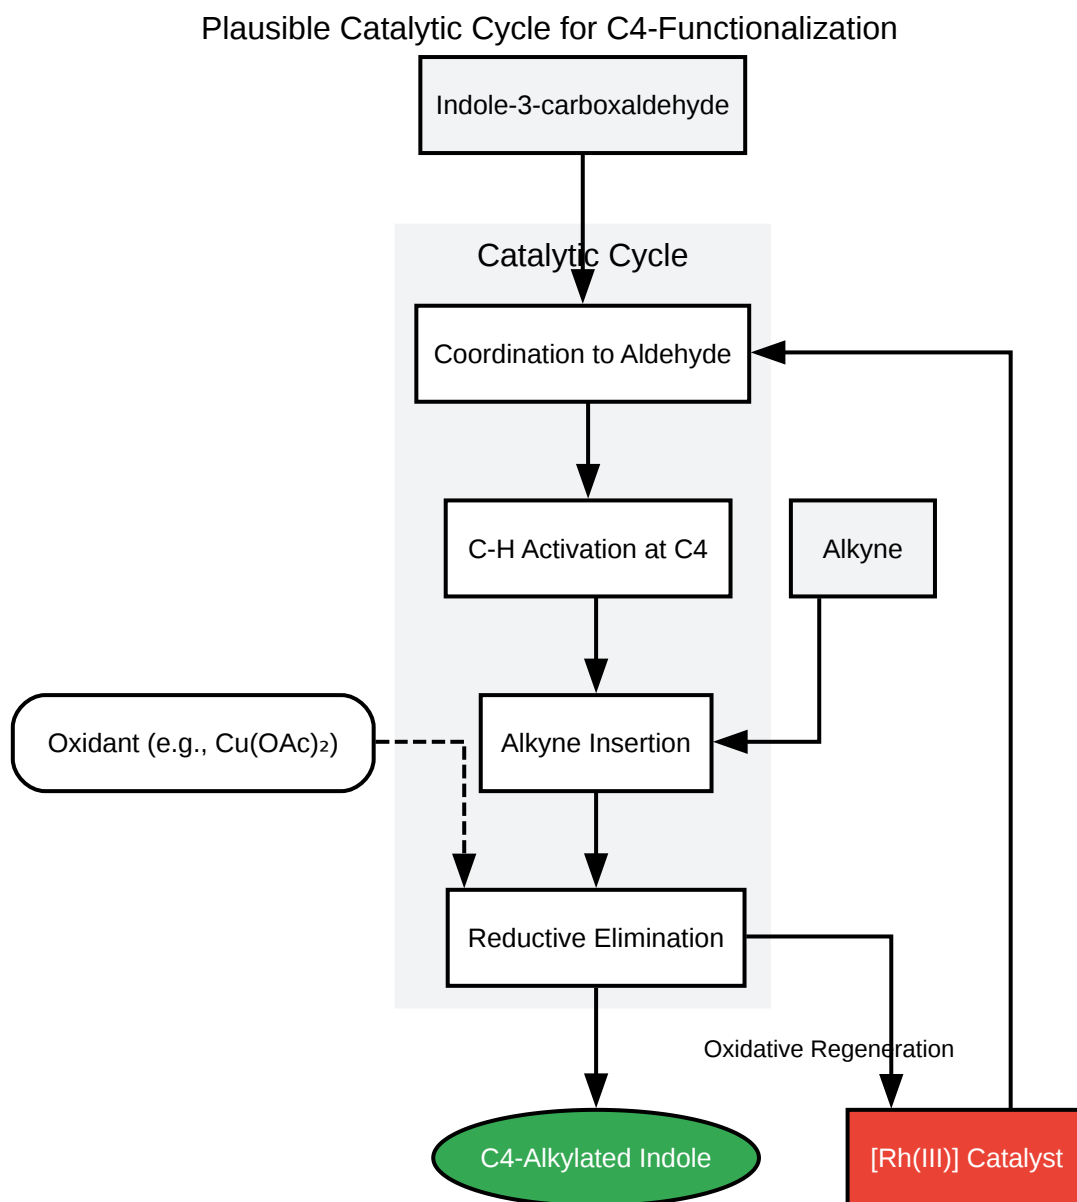 Plausible Catalytic Cycle for C4-Functionalization
Indole-3-carboxaldehyde
Catalytic Cycle
Coordination to Aldehyde
C-H Activation at C4
Alkyne
Oxidant (e.g., Cu(OAc)₂)
Alkyne Insertion
Reductive Elimination
Oxidative Regeneration
C4-Alkylated Indole
[Rh(III)] Catalyst